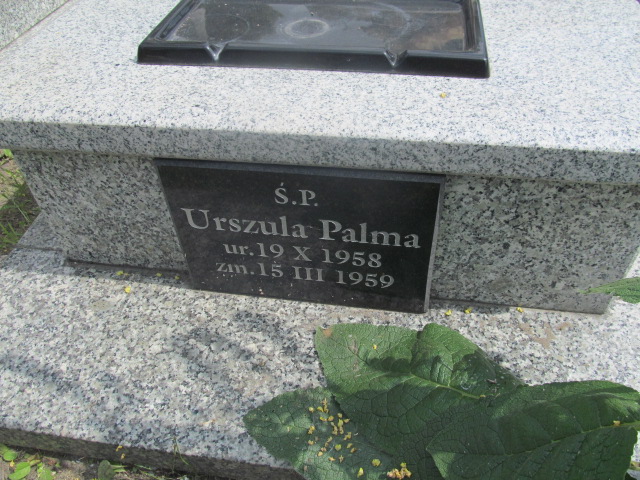 Ś.P.
Urszula Palma
ur. 19 X 1958
zm. 15 III 1959